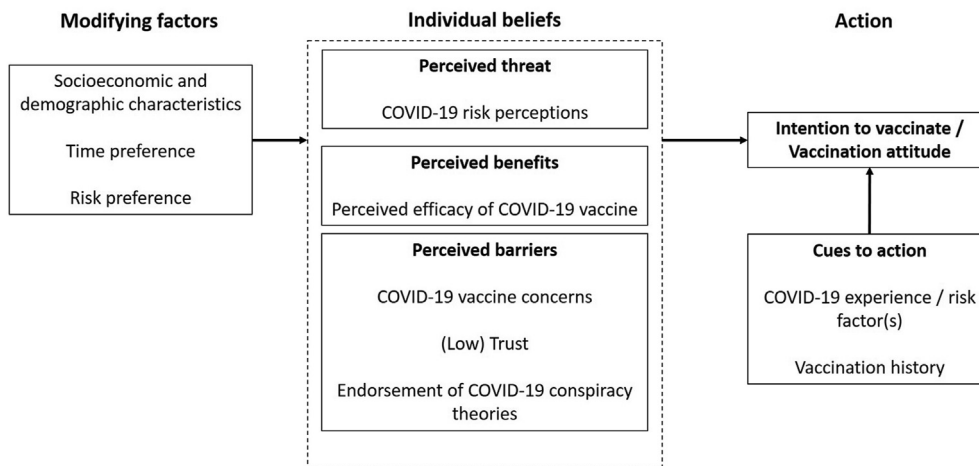 Modifying factors
Socioeconomic and
demographic characteristics
Time preference
Risk preference
Individual beliefs
Perceived threat
COVID-19 risk perceptions
Perceived benefits
Perceived efficacy of COVID-19 vaccine
Perceived barriers
COVID-19 vaccine concerns
(Low) Trust
Endorsement of COVID-19 conspiracy
theories
Action
Intention to vaccinate /
Vaccination attitude
Cues to action
COVID-19 experience / risk
factor(s)
Vaccination history